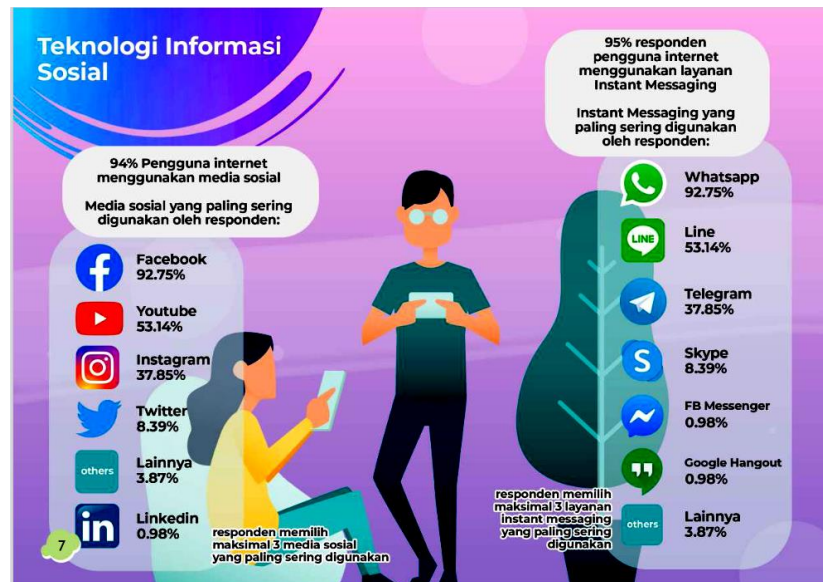 Teknologi Informasi
Sosial
94% Pengguna internet
menggunakan media sosial
Media sosial yang paling sering
digunakan oleh responden:
Facebook
92.75%
Youtube
53.14%
Instagram
37.85%
Twitter
8.39%
others
Lainnya
3.87%
in
Linkedin
0.98%
7
responden memilih
maksimal 3 media sosial
yang paling sering digunakan
95% responden
pengguna internet
menggunakan layanan
Instant Messaging
Instant Messaging yang
paling sering digunakan
oleh responden:
Whatsapp
92.75%
LINE
Line
53.14%
Telegram
37.85%
S
Skype
8.39%
FB Messenger
0.98%
Google Hangout
0.98%
others
Lainnya
3.87%
responden memilih
maksimal 3 layanan
instant messaging
yang paling sering
digunakan